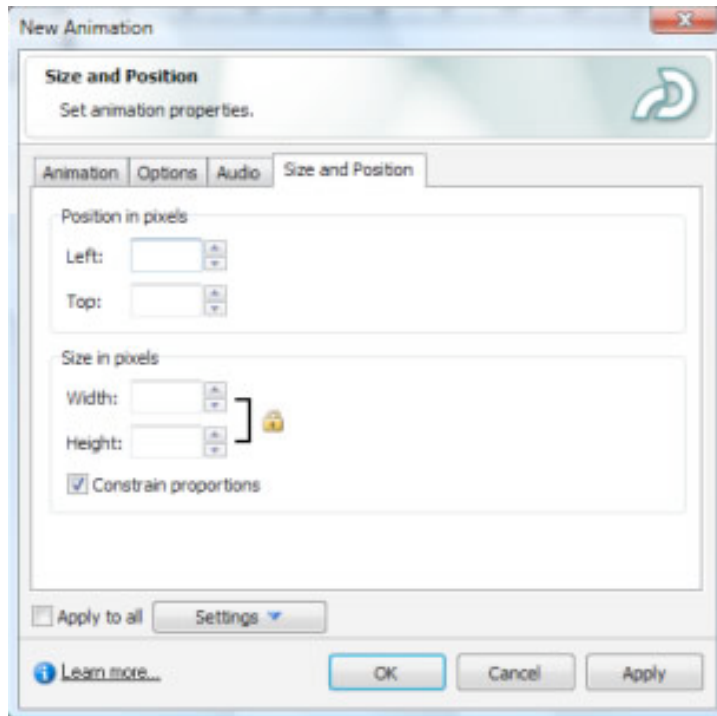 New Animation
Size and Position
Set animation properties.
Animation Options Audio Size and Position
Position in pixels
Left:
Top:
Size in pixels
Width:
Height:
Constrain proportions
Apply to all Settings
Learn more... OK Cancel Apply